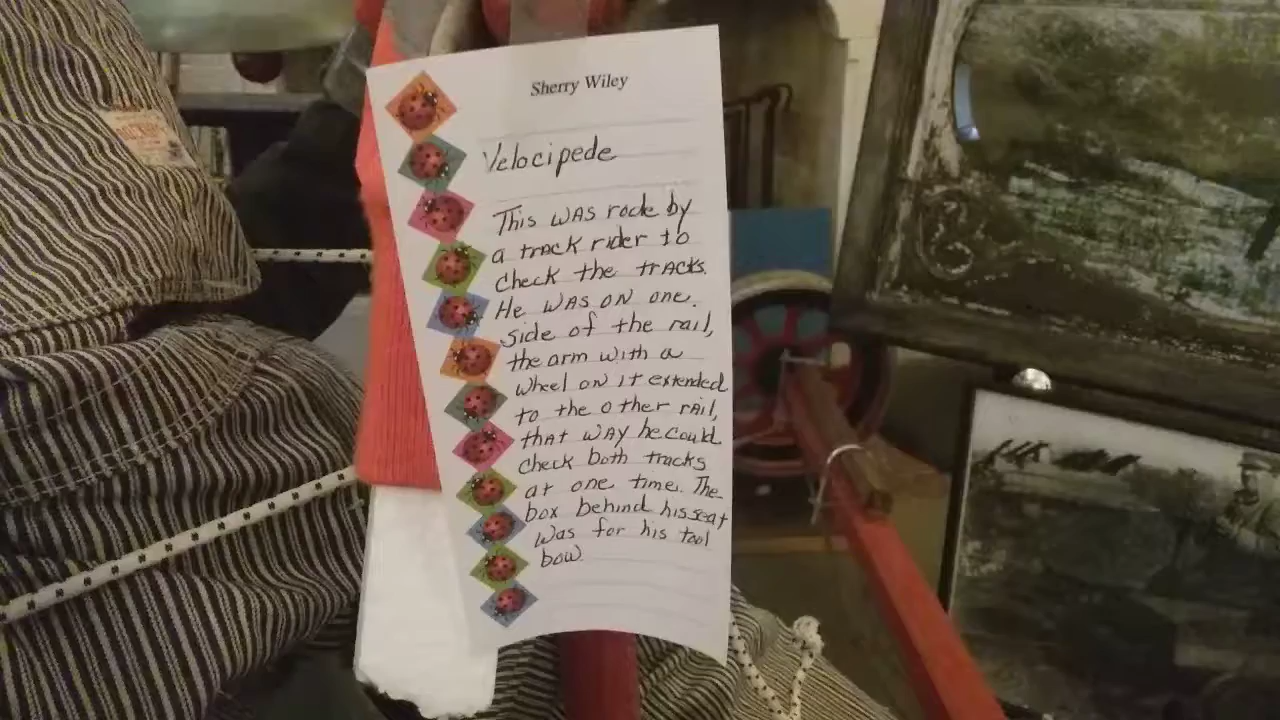 Sherry Wiley
Velocipede
This was rode by
a track rider to
check the tracks.
He was on one.
side of the rail,
the arm with a
wheel on it extended
to the other rail,
that way he could
check both tracks
at one time. The
box behind his seat
was for his tool
bow.